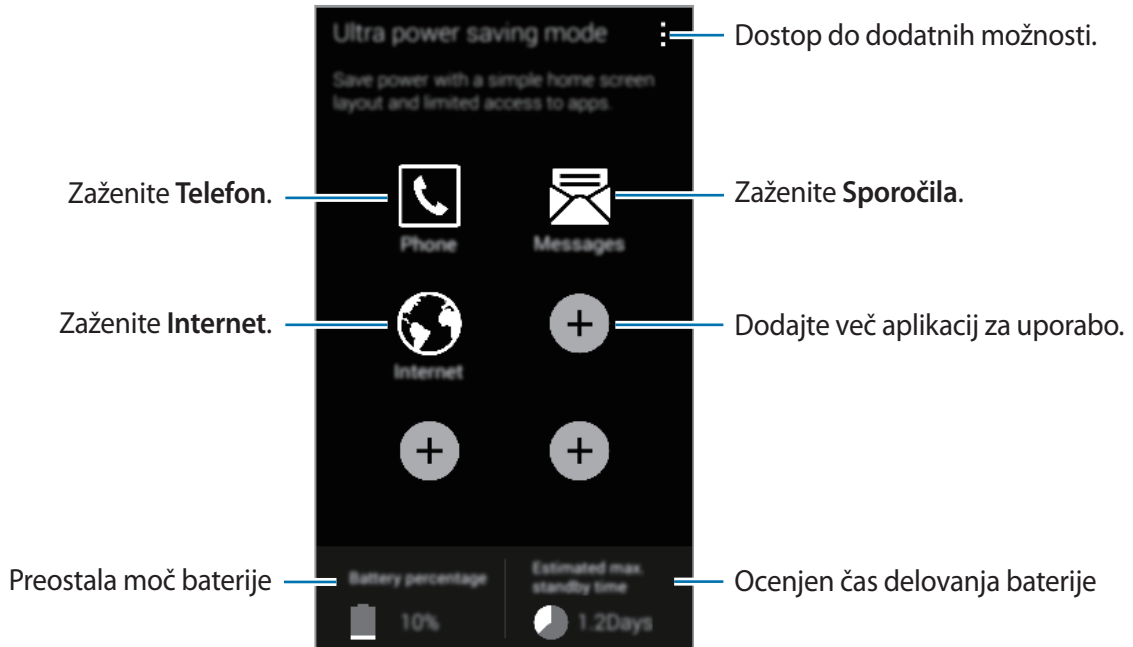 Ultra power saving mode
Dostop do dodatnih možnosti.
Save power with a simple home screen
layout and limited access to apps.
Zaženite Telefon.
Zaženite Sporočila.
Phone
Messages
Zaženite Internet.
Dodajte več aplikacij za uporabo.
Internet
Preostala moč baterije
Battery percentage
Estimated max.
standby time
Ocenjen čas delovanja baterije
10%
1.2Days